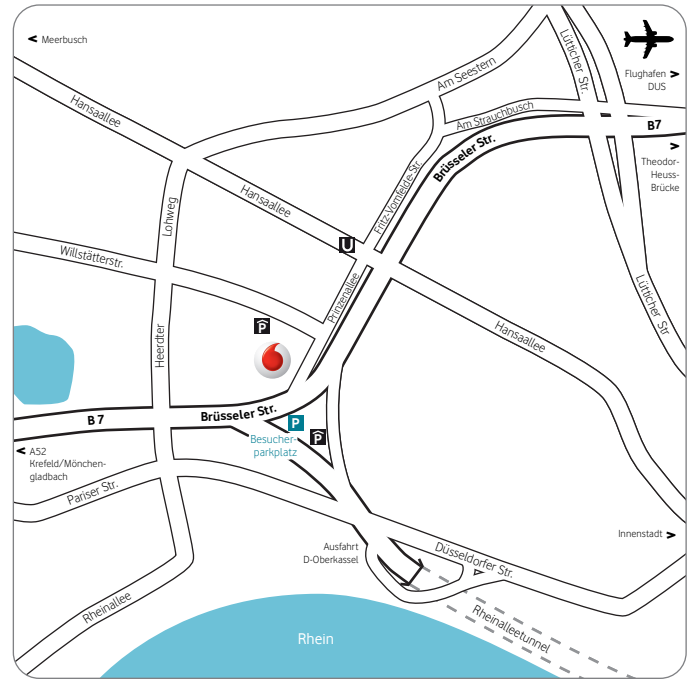 Meerbusch
Am Seestern
Lütticher Str.
Flughafen
DUS
Hansaallee
Am Strauchbusch
B7
Brüsseler Str.
Theodor-
Heuss-
Brücke
Lohweg
Hansaallee
Fritz-Vomfelde-Str.
U
Willstätterstr.
Prinzenallee
Lütticher Str
P
Heerdter
Hansaallee
B 7
Brüsseler Str.
P
P
Besucher-
parkplatz
A52
Krefeld/Mönchen-
gladbach
Pariser Str.
Innenstadt
Ausfahrt
D-Oberkassel
Düsseldorfer Str.
Rheinallee
Rheinalleetunnel
Rhein